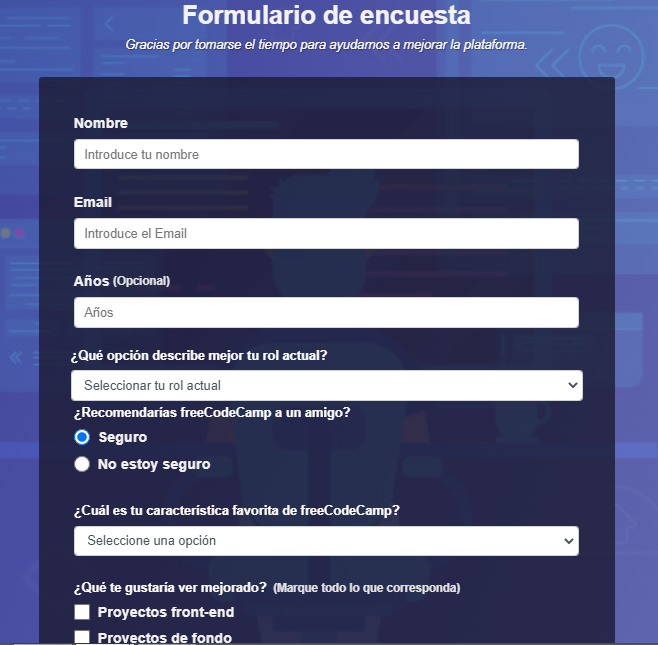 Formulario de encuesta
Gracias por tomarse el tiempo para ayudarnos a mejorar la plataforma.
Nombre
Introduce tu nombre
Email
Introduce el Email
Años (Opcional)
Años
¿Qué opción describe mejor tu rol actual?
Seleccionar tu rol actual
¿Recomendarías freeCodeCamp a un amigo?
Seguro
No estoy seguro
¿Cuál es tu característica favorita de freeCodeCamp?
Seleccione una opción
¿Qué te gustaría ver mejorado? (Marque todo lo que corresponda)
Proyectos front-end
Proyectos de fondo